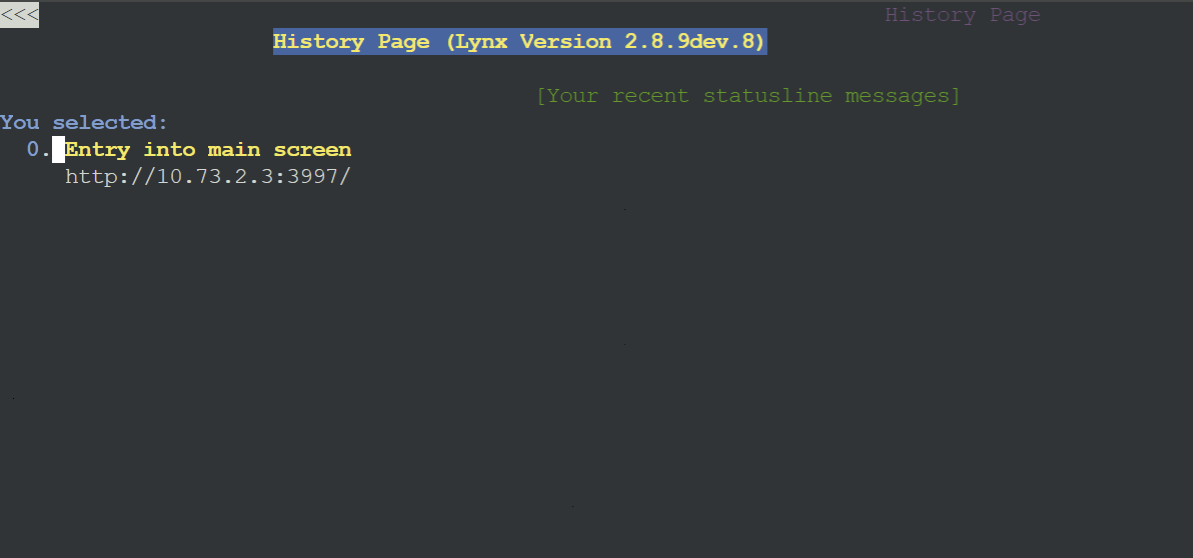 <<< History Page
History Page (Lynx Version 2.8.9dev.8)
[Your recent statusline messages]
You selected:
0. Entry into main screen
http://10.73.2.3:3997/